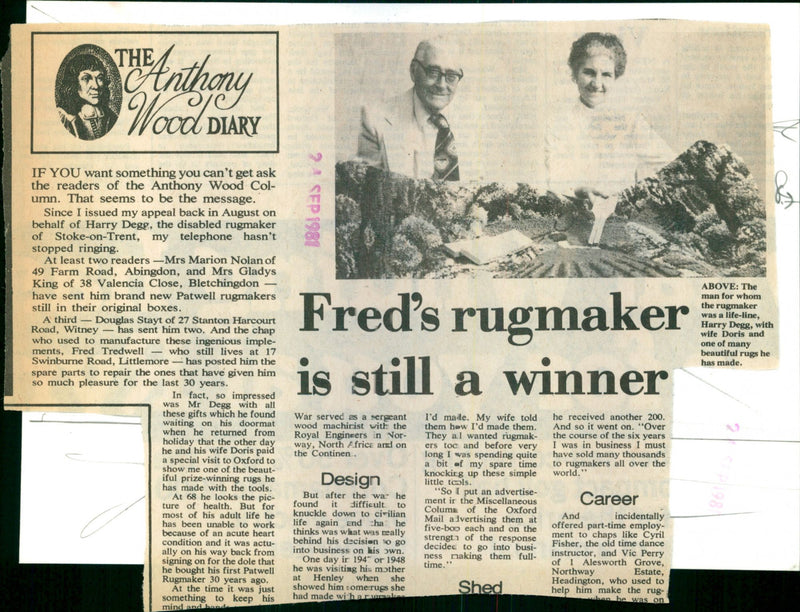 THE
Anthony
Wood DIARY
IF YOU want something you can't get ask
the readers of the Anthony Wood Col-
umn. That seems to be the message.
Since I issued my appeal back in August on
behalf of Harry Degg, the disabled rugmaker
of Stoke-on-Trent, my telephone hasn't
stopped ringing.
At least two readers — Mrs Marion Nolan of
49 Farm Road, Abingdon, and Mrs Gladys
King of 38 Valencia Close, Bletchingdon —
have sent him brand new Patwell rugmakers
still in their original boxes.
A third — Douglas Stayt of 27 Stanton Harcourt
Road, Witney — has sent him two. And the chap
who used to manufacture these ingenious imple-
ments, Fred Tredwell — who still lives at 17
Swinburne Road, Littlemore — has posted him the
spare parts to repair the ones that have given him
so much pleasure for the last 30 years.
In fact, so impressed
was Mr Degg with all
these gifts which he found
waiting on his doormat
when he returned from
holiday that the other day
he and his wife Doris paid
a special visit to Oxford to
show me one of the beaut-
iful prize-winning rugs he
has made with the tools.
At 68 he looks the pic-
ture of health. But for
most of his adult life he
has been unable to work
because of an acute heart
condition and it was actu-
ally on his way back from
signing on for the dole that
he bought his first Patwell
Rugmaker 30 years ago.
At the time it was just
something to keep his
mind and hands
24 SEP 1981
ABOVE: The
man for whom
the rugmaker
was a life-line,
Harry Degg, with
wife Doris and
one of many
beautiful rugs he
has made.
Fred's rugmaker
is still a winner
War served as a sergeant
wood machinist with the
Royal Engineers in Nor-
way, North Africa and on
the Continent.
Design
But after the war he
found it difficult to
knuckle down to civilian
life again and that he
thinks was what was really
behind his decision to go
into business on his own.
One day in 1947 or 1948
he was visiting his mother
at Henley when she
showed him some rugs she
had made with a rugmaker
I'd made. My wife told
them how I'd made them.
They all wanted rugmak-
ers too and before very
long I was spending quite
a bit of my spare time
knocking up these simple
little tools.
"So I put an advertise-
ment in the Miscellaneous
Column of the Oxford
Mail advertising them at
five-bob each and on the
strength of the response
decided to go into busi-
ness making them full-
time."
Shed
he received another 200.
And so it went on. "Over
the course of the six years
I was in business I must
have sold many thousands
to rugmakers all over the
world."
Career
And incidentally
offered part-time employ-
ment to chaps like Cyril
Fisher, the old time dance
instructor, and Vic Perry
of 1 Alesworth Grove,
Northway Estate,
Headington, who used to
help him make the rug-
when he was on